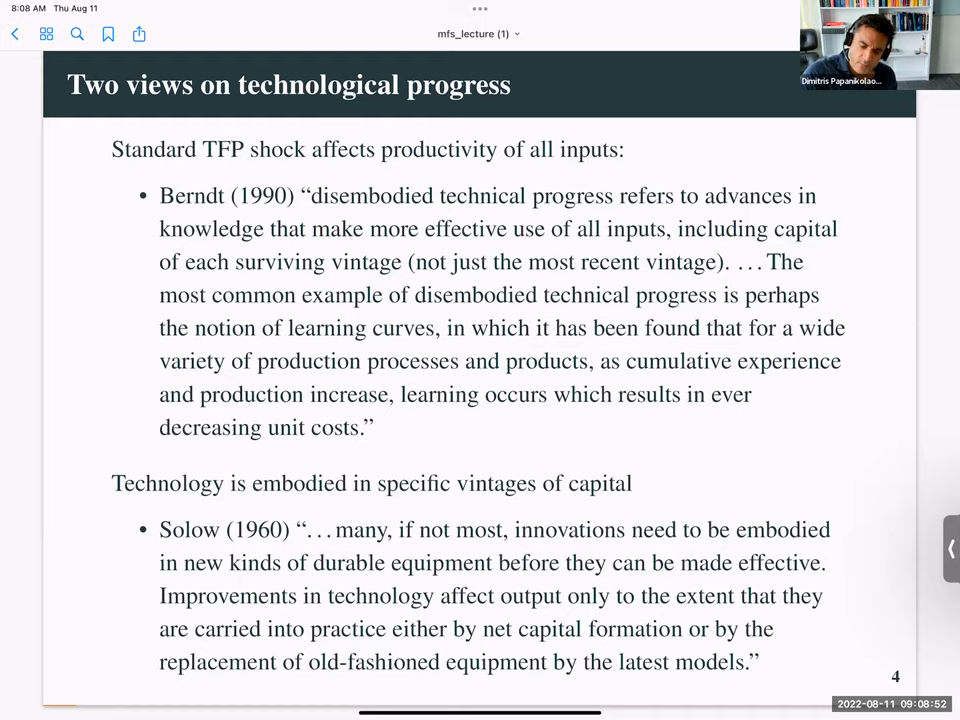 8:08 AM Thu Aug 11
mfs_lecture (1)
Dimitris Papanikolao...
Two views on technological progress
Standard TFP shock affects productivity of all inputs:
• Berndt (1990) “disembodied technical progress refers to advances in
knowledge that make more effective use of all inputs, including capital
of each surviving vintage (not just the most recent vintage). …The
most common example of disembodied technical progress is perhaps
the notion of learning curves, in which it has been found that for a wide
variety of production processes and products, as cumulative experience
and production increase, learning occurs which results in ever
decreasing unit costs.”
Technology is embodied in specific vintages of capital
• Solow (1960) “…many, if not most, innovations need to be embodied
in new kinds of durable equipment before they can be made effective.
Improvements in technology affect output only to the extent that they
are carried into practice either by net capital formation or by the
replacement of old-fashioned equipment by the latest models.”
4
2022-08-11 09:08:52